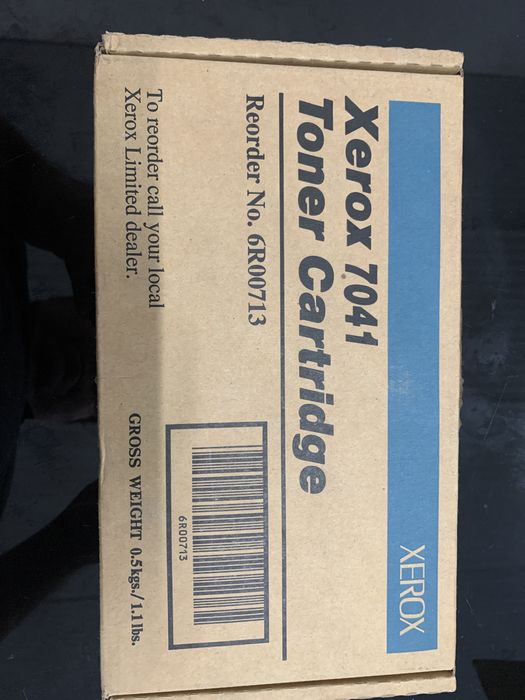 XEROX
Xerox 7041
Toner Cartridge
Reorder No. 6R00713
6R00713
To reorder call your local
Xerox Limited dealer.
GROSS WEIGHT 0.5kgs./1.1lbs.